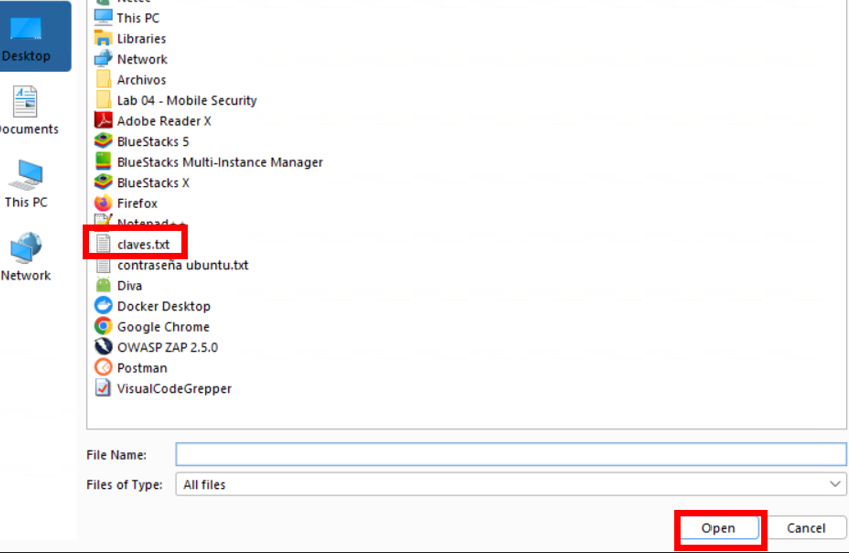 Desktop
Documents
This PC
Network
This PC
Libraries
Network
Archivos
Lab 04 - Mobile Security
Adobe Reader X
BlueStacks 5
BlueStacks Multi-Instance Manager
BlueStacks X
Firefox
Notepad++
claves.txt
contraseña ubuntu.txt
Diva
Docker Desktop
Google Chrome
OWASP ZAP 2.5.0
Postman
VisualCodeGrepper
File Name:
Files of Type: All files
Open Cancel